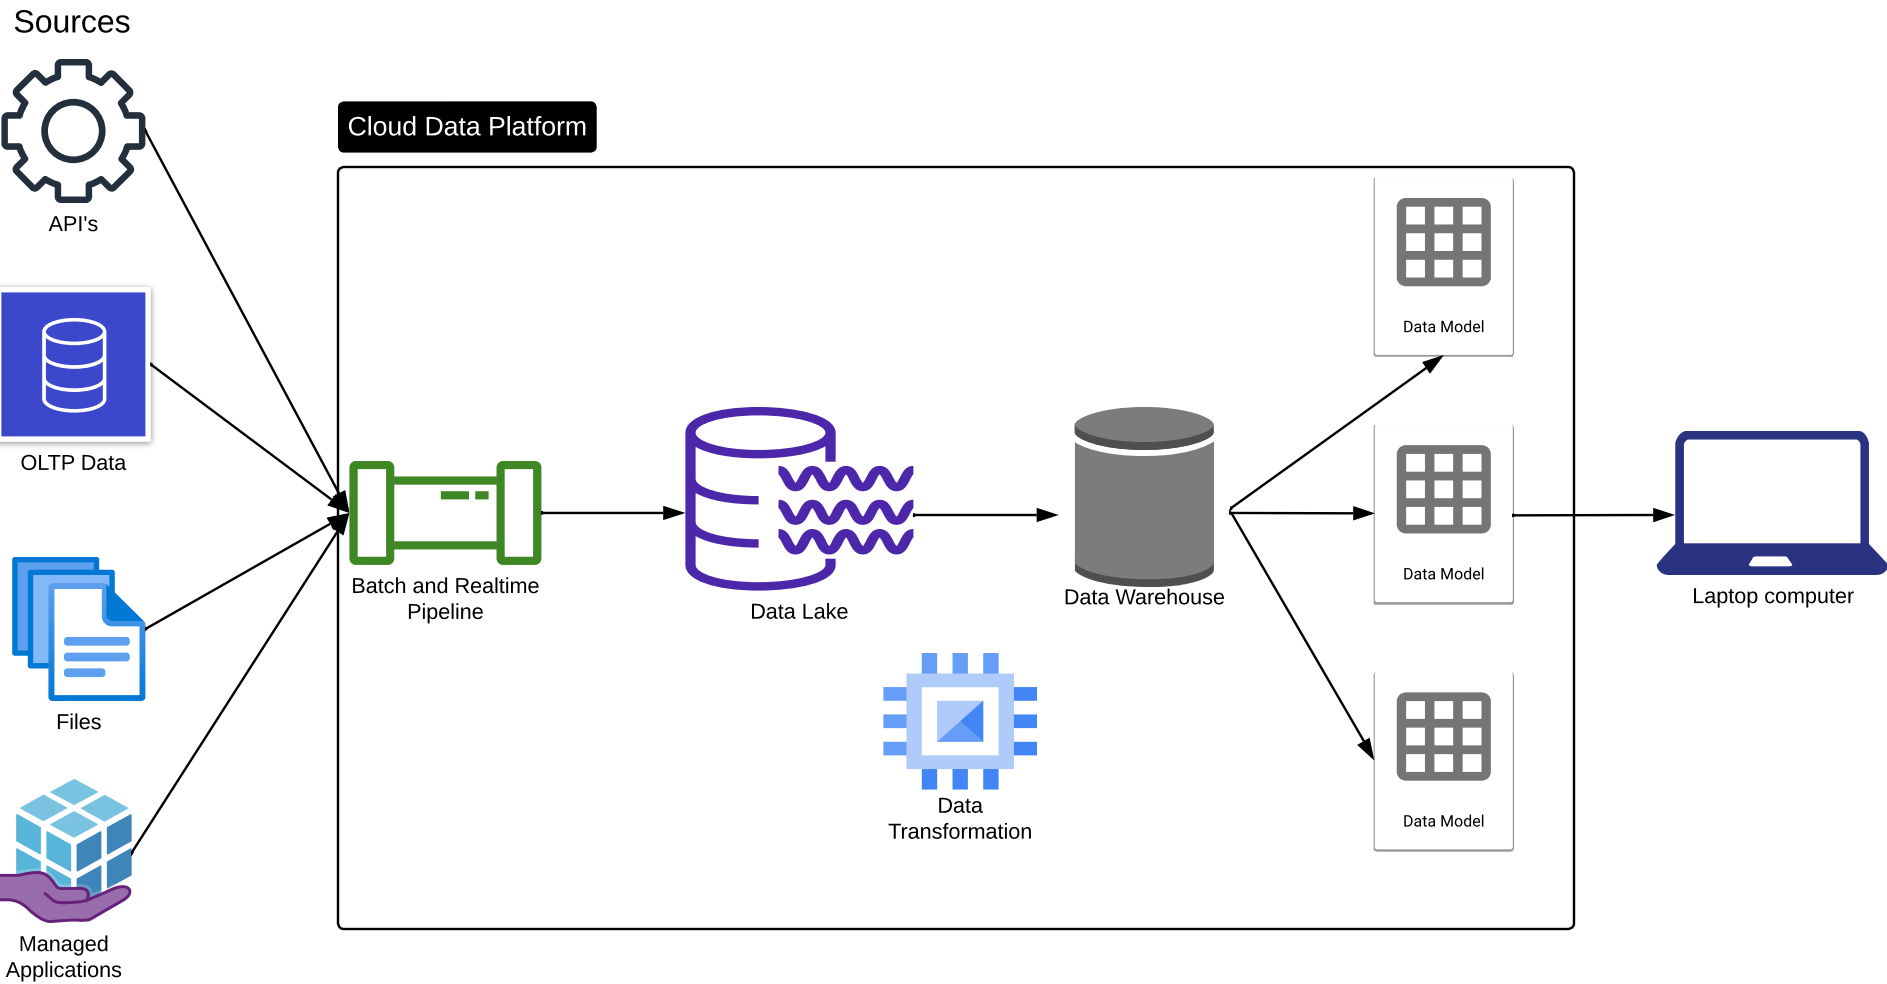 Sources
API's
OLTP Data
Files
Managed
Applications
Cloud Data Platform
Batch and Realtime
Pipeline
Data Lake
Data
Transformation
Data Warehouse
Data Model
Data Model
Data Model
Laptop computer